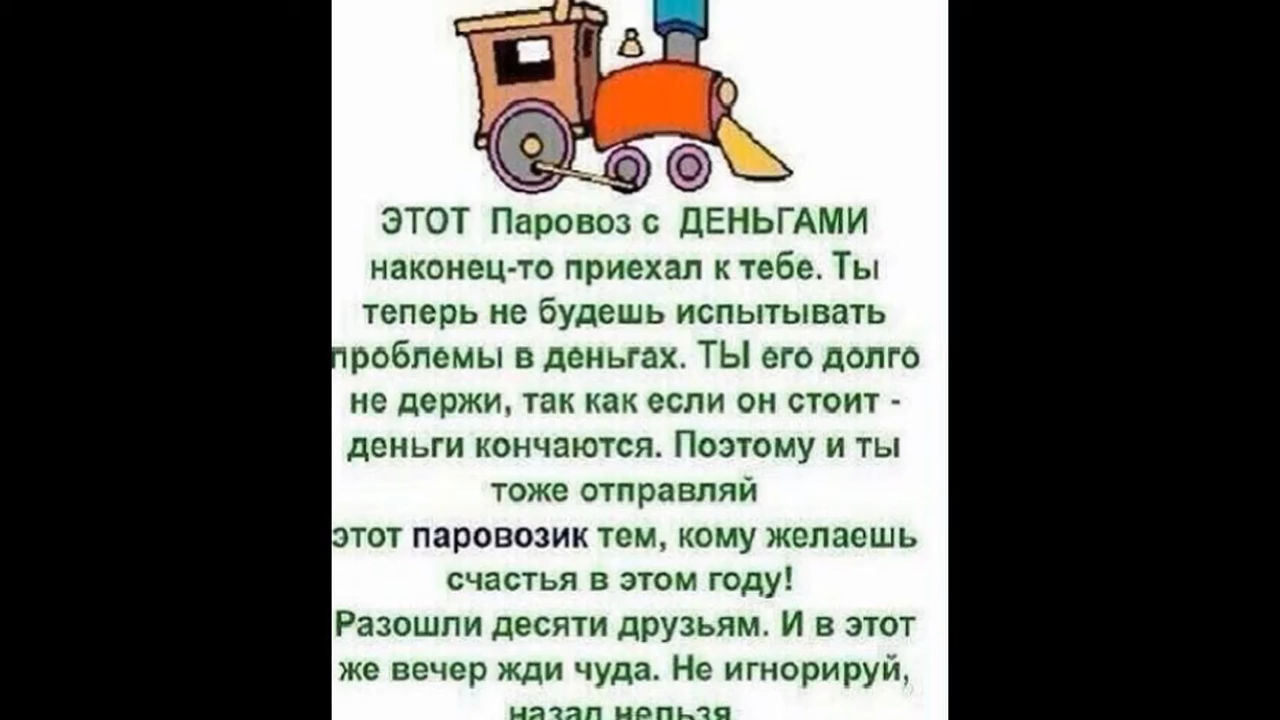 ЭТОТ Паровоз с ДЕНЬГАМИ
наконец-то приехал к тебе. Ты
теперь не будешь испытывать
проблемы в деньгах. ТЫ его долго
не держи, так как если он стоит -
деньги кончаются. Поэтому и ты
тоже отправляй
этот паровозик тем, кому желаешь
счастья в этом году!
Разошли десяти друзьям. И в этот
же вечер жди чуда. Не игнорируй,
назад нельзя